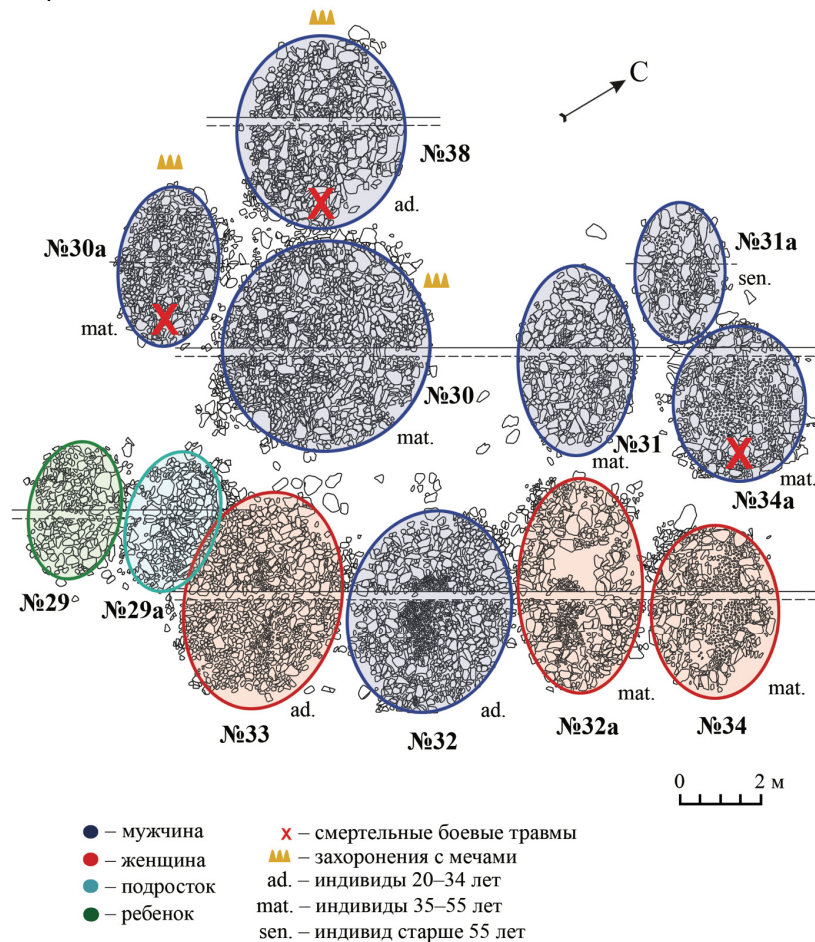 С
№38
ad.
№30а
mat.
№31а
sen.
№30
mat.
№31
mat.
mat.
№34а
№29
№29а
№33
ad.
№32
ad.
№32а
mat.
№34
mat.
0 2 м
– мужчина
– женщина
– подросток
– ребенок
X – смертельные боевые травмы
– захоронения с мечами
ad. – индивиды 20–34 лет
mat. – индивиды 35–55 лет
sen. – индивид старше 55 лет